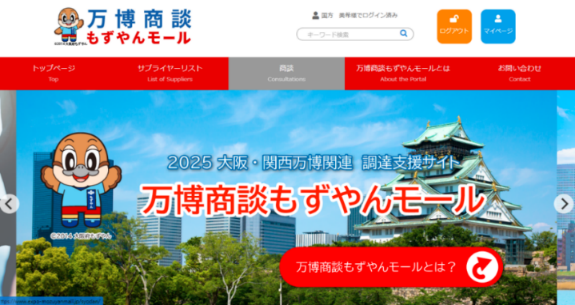 万博商談
もずやんモール
でログイン済み
キーワード検索
ログアウト
マイページ
トップページ
Top
サプライヤーリスト
List of Suppliers
商談
Consultations
万博商談もずやんモールとは
About the Portal
お問い合わせ
Contact
2025 大阪・関西万博関連 調達支援サイト
万博商談もずやんモール
©2014 大阪府もずやん
万博商談もずやんモールとは？